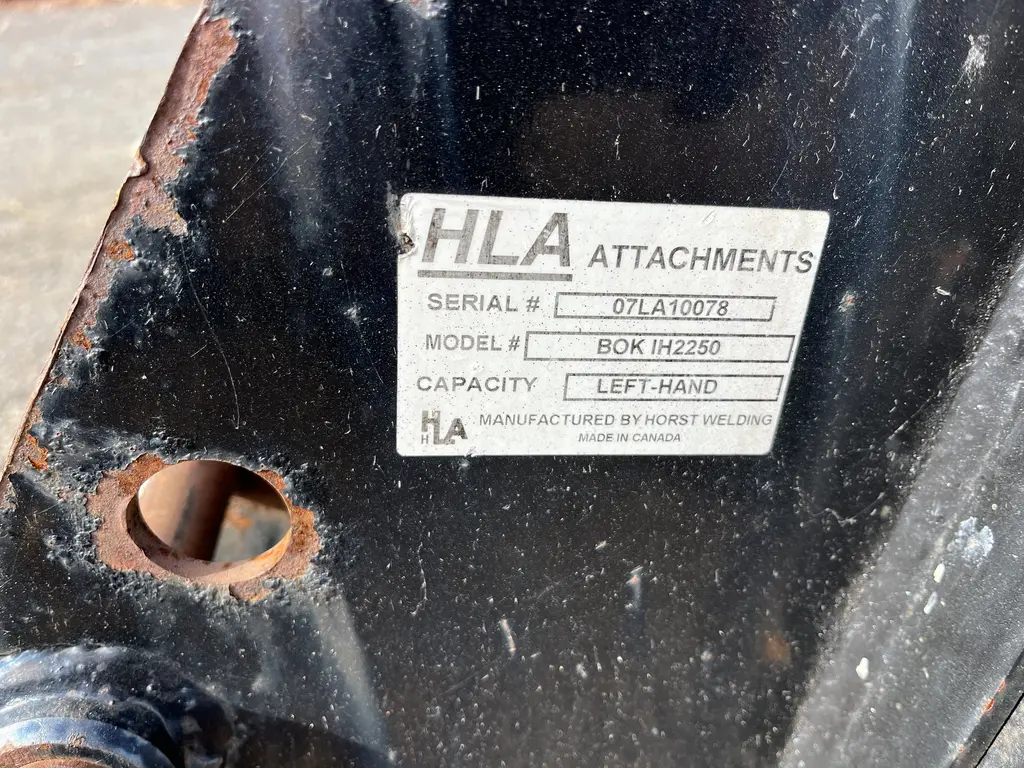 HLA ATTACHMENTS
SERIAL # 07LA10078
MODEL # BOK IH2250
CAPACITY LEFT-HAND
HLA MANUFACTURED BY HORST WELDING
MADE IN CANADA